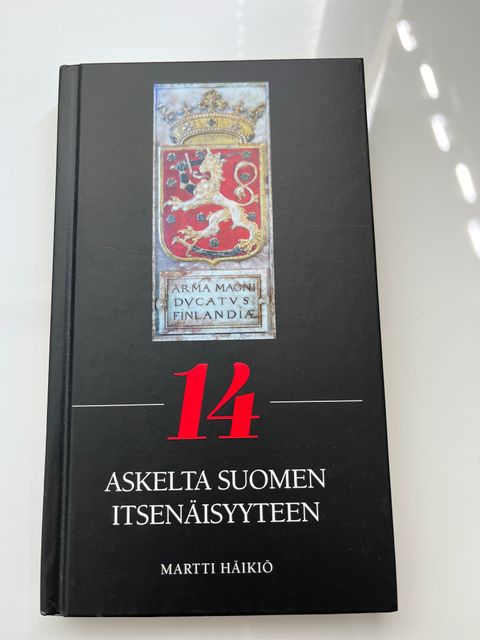 ARMA MAGNI
DVCATVS
FINLANDIÆ
14
ASKELTA SUOMEN
ITSENÄISYYTEEN
MARTTI HÄIKIÖ